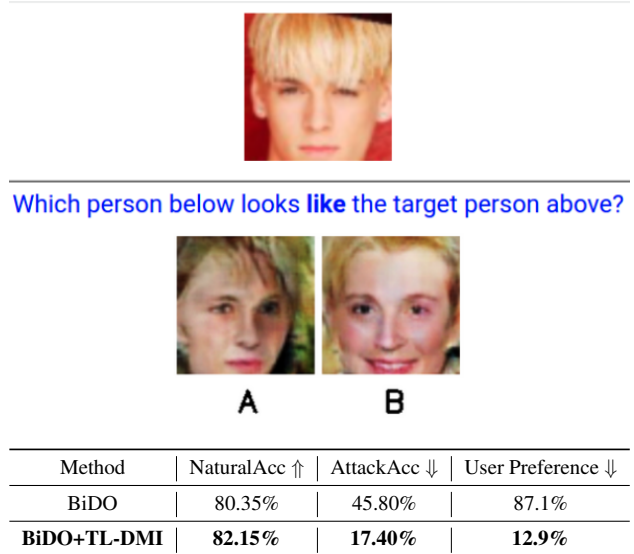 Which person below looks like the target person above?
A B
Method NaturalAcc ⇑ AttackAcc ⇓ User Preference ⇓
BiDO 80.35% 45.80% 87.1%
BiDO+TL-DMI 82.15% 17.40% 12.9%